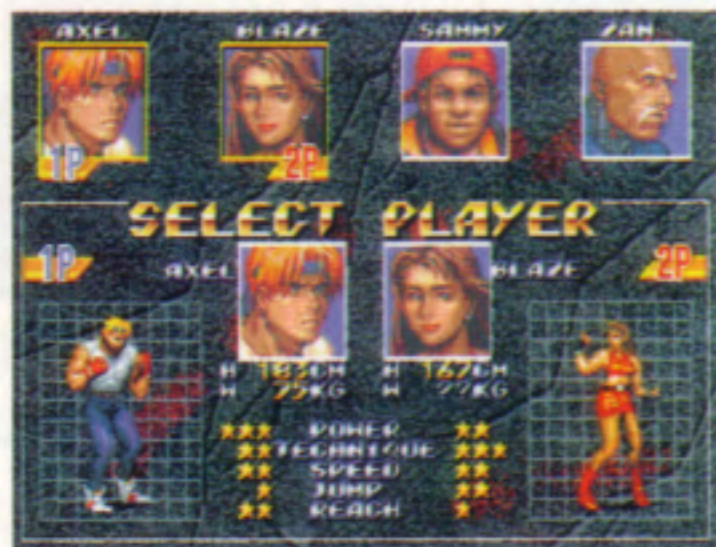 AXEL BLAZE SAMMY ZAN
1P 2P
SELECT PLAYER
1P AXEL BLAZE 2P
H 183CM H 167CM
W W
POWER
TECHNIQUE
SPEED
JUMP
REACH